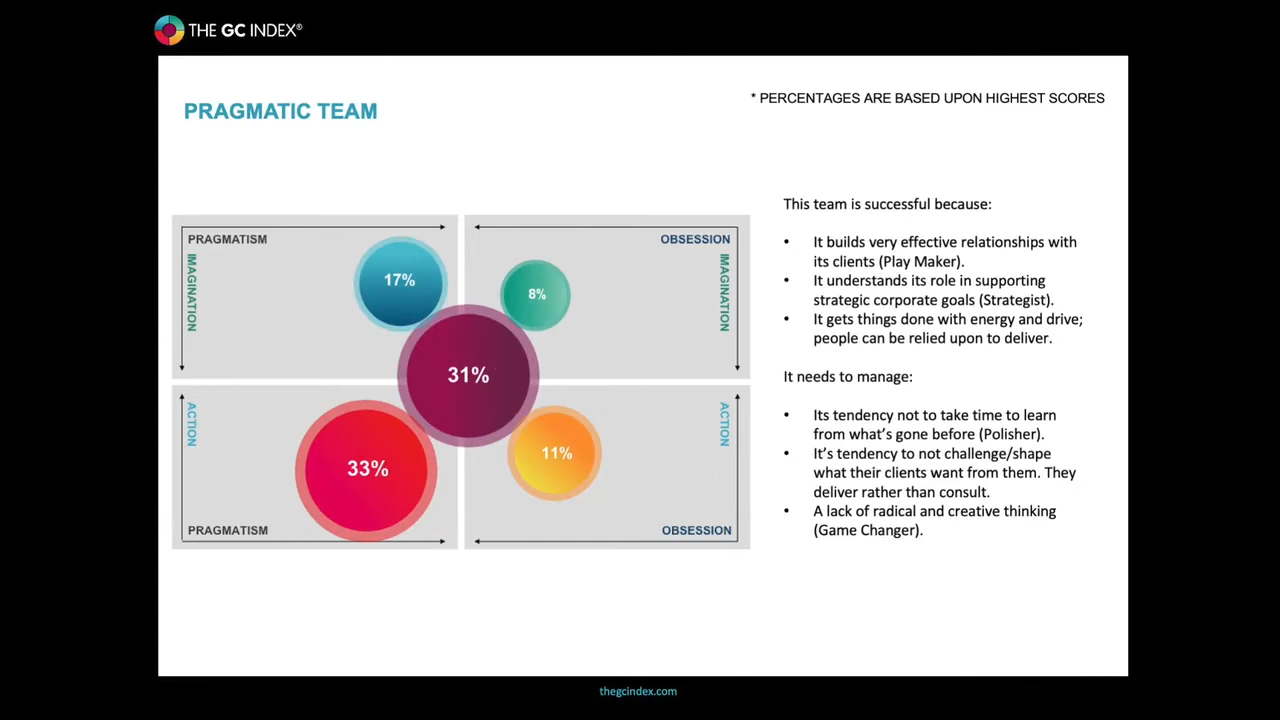 THE GC INDEX®
PRAGMATIC TEAM
* PERCENTAGES ARE BASED UPON HIGHEST SCORES
PRAGMATISM
IMAGINATION
17%
OBSESSION
IMAGINATION
8%
31%
ACTION
33%
PRAGMATISM
ACTION
11%
OBSESSION
This team is successful because:
• It builds very effective relationships with
its clients (Play Maker).
• It understands its role in supporting
strategic corporate goals (Strategist).
• It gets things done with energy and drive;
people can be relied upon to deliver.
It needs to manage:
• Its tendency not to take time to learn
from what's gone before (Polisher).
• It's tendency to not challenge/shape
what their clients want from them. They
deliver rather than consult.
• A lack of radical and creative thinking
(Game Changer).
thegcindex.com